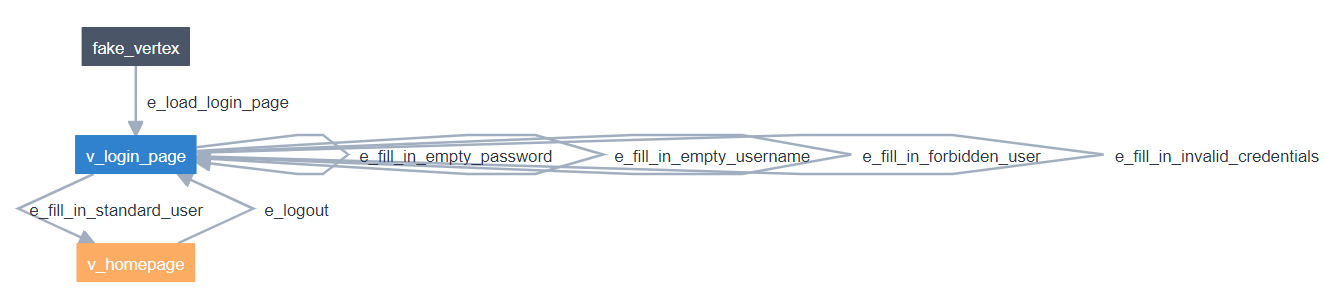 fake_vertex
e_load_login_page
v_login_page
e_fill_in_empty_password
e_fill_in_empty_username
e_fill_in_forbidden_user
e_fill_in_invalid_credentials
e_fill_in_standard_user
e_logout
v_homepage